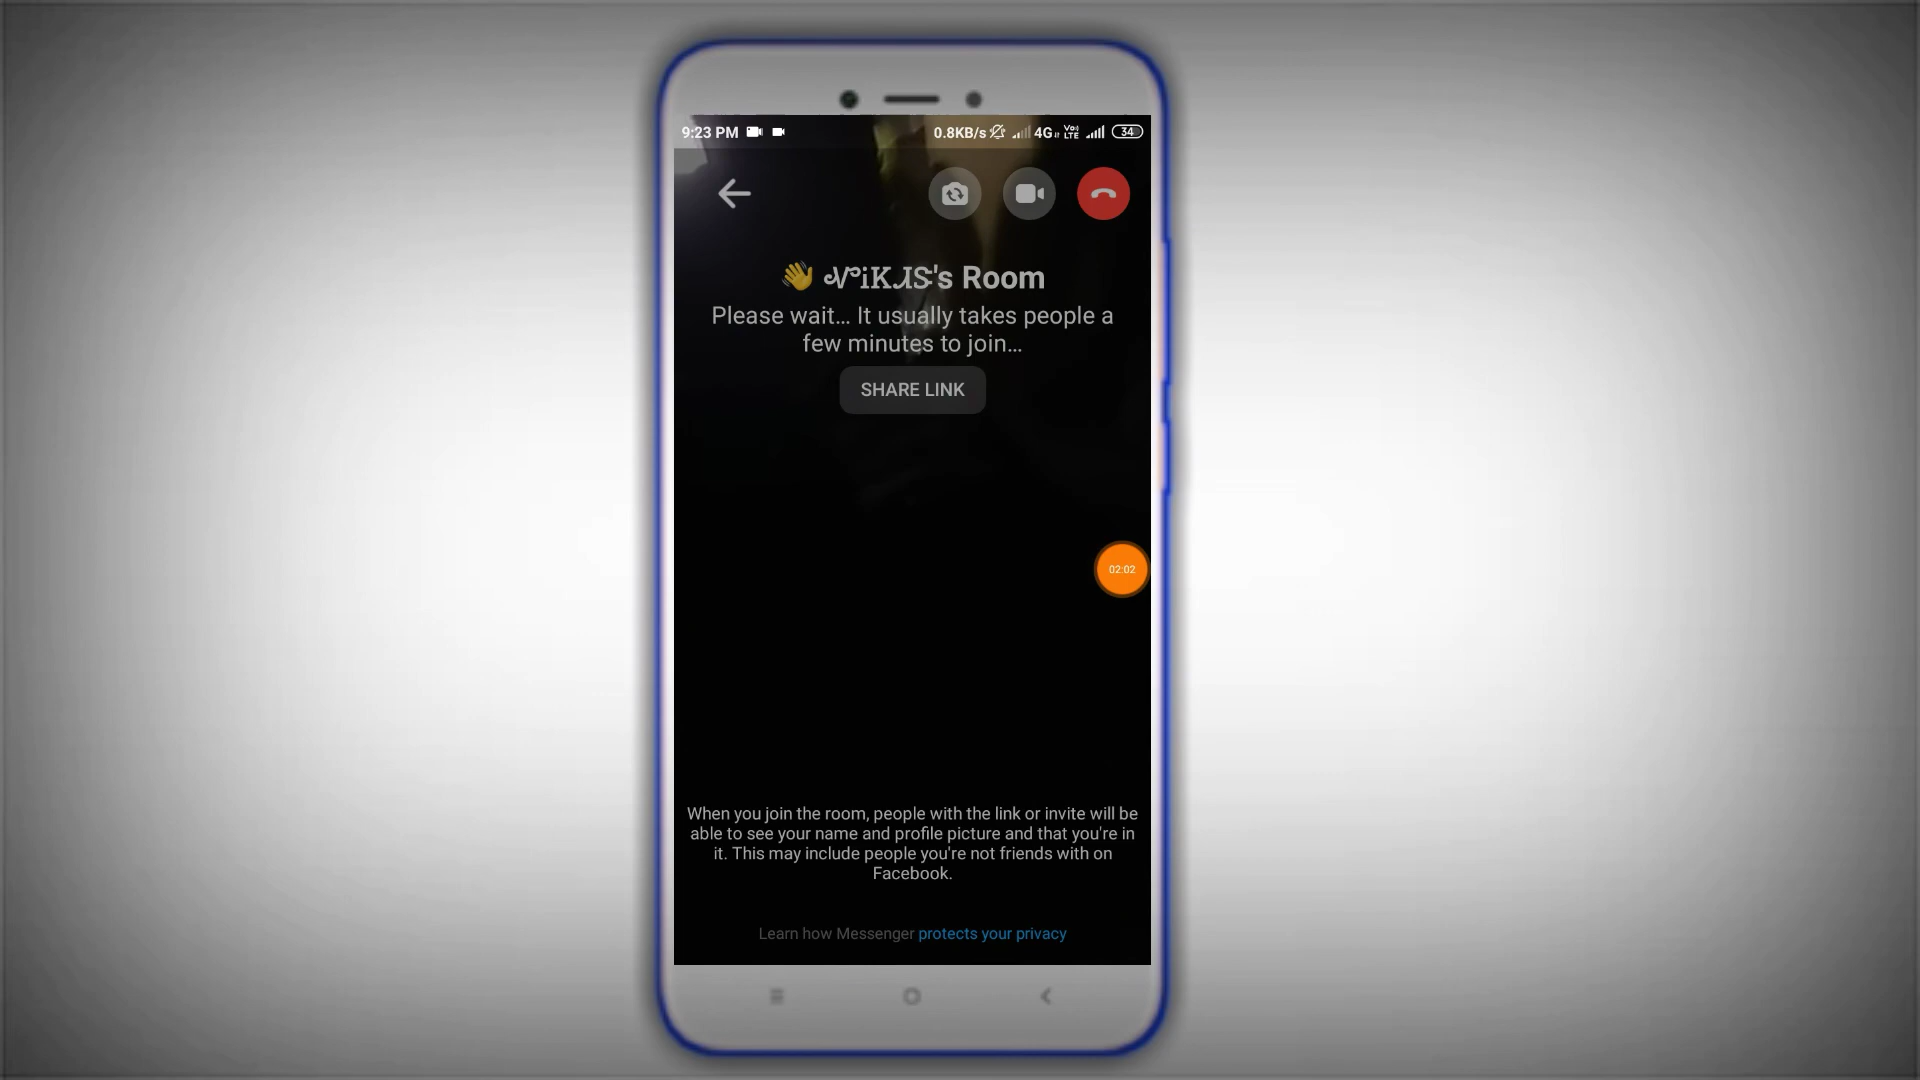 9:23 PM 0.8KB/s 4G Vo) LTE 34
👋 ꮙꭵKᏗS's Room
Please wait... It usually takes people a
few minutes to join...
SHARE LINK
02:02
When you join the room, people with the link or invite will be
able to see your name and profile picture and that you're in
it. This may include people you're not friends with on
Facebook.
Learn how Messenger protects your privacy